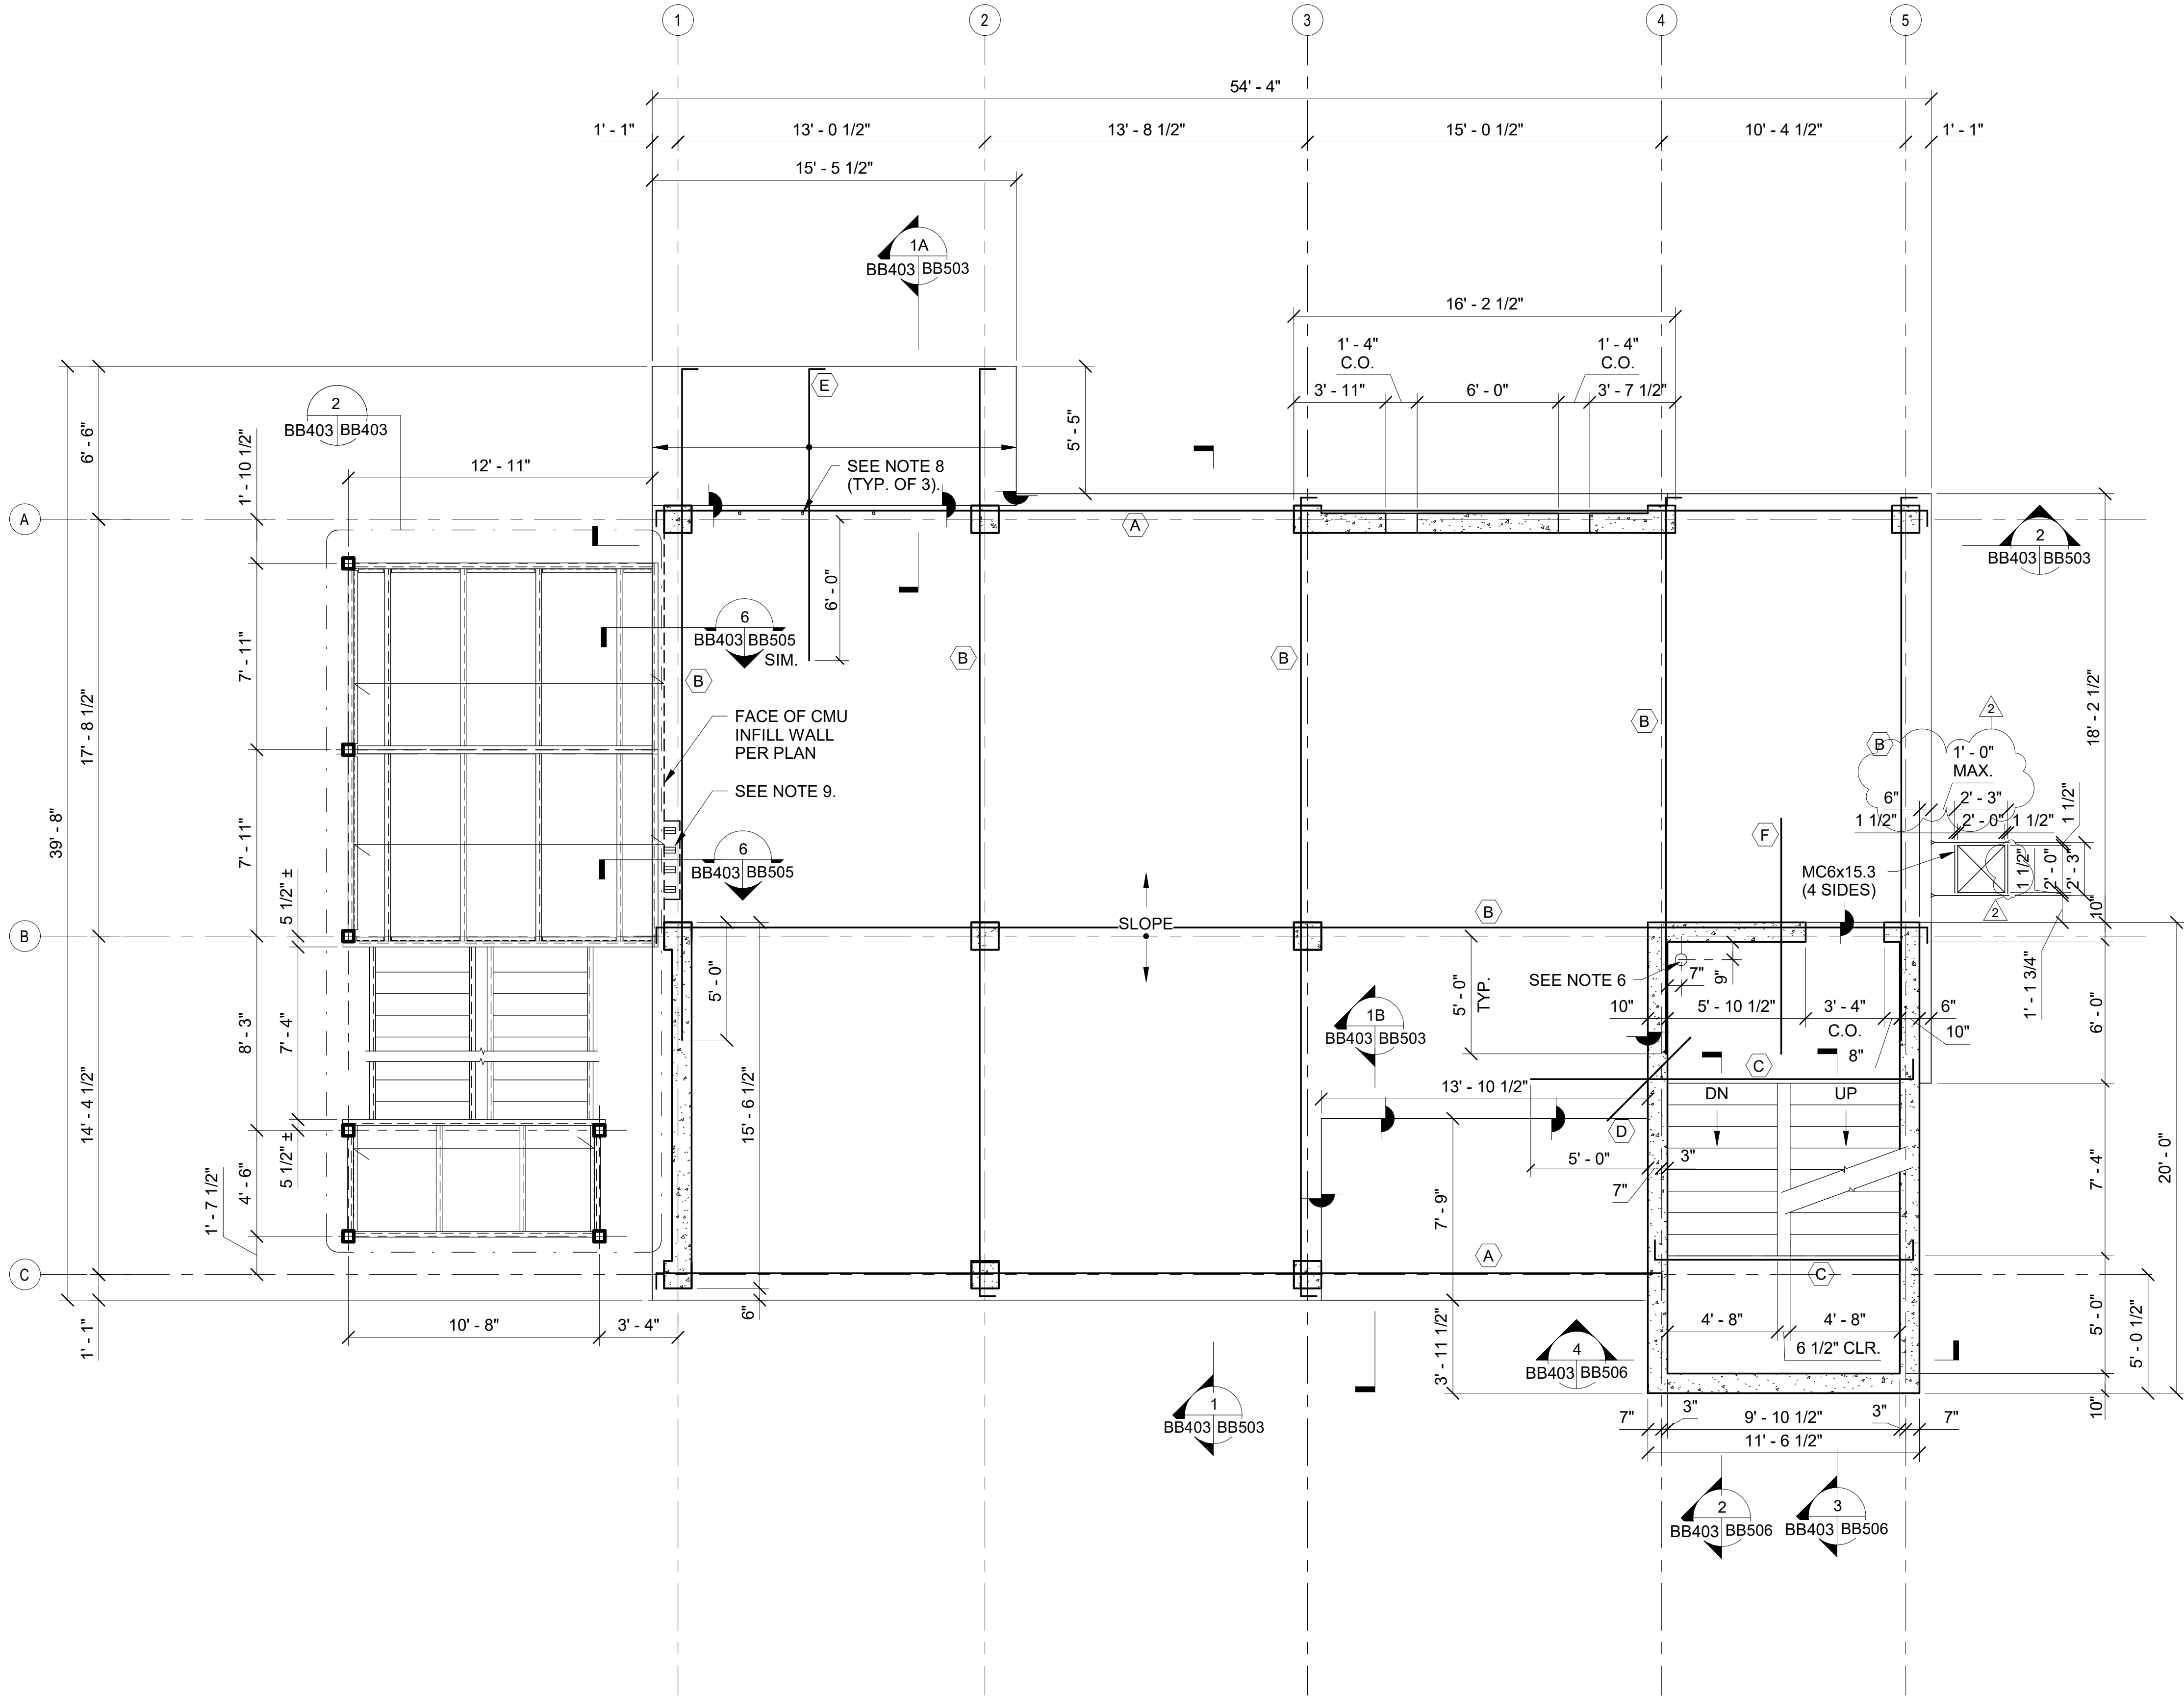 1
2
3
4
5
54' - 4"
1' - 1"
13' - 0 1/2"
13' - 8 1/2"
15' - 0 1/2"
10' - 4 1/2"
1' - 1"
15' - 5 1/2"
1A
BB403
BB503
16' - 2 1/2"
1' - 4"
C.O.
1' - 4"
C.O.
3' - 11"
6' - 0"
3' - 7 1/2"
E
5' - 5"
2
BB403
BB403
6' - 6"
1' - 10 1/2"
12' - 11"
SEE NOTE 8
(TYP. OF 3).
A
A
2
BB403
BB503
6' - 0"
6
BB403
BB505
SIM.
B
B
B
B
B
7' - 11"
17' - 8 1/2"
18' - 2 1/2"
FACE OF CMU
INFILL WALL
PER PLAN
SEE NOTE 9.
2
1' - 0"
MAX.
6"
2' - 3"
1 1/2"
2' - 0"
1 1/2"
1 1/2"
F
MC6x15.3
(4 SIDES)
1 1/2"
2' - 0"
2' - 3"
2
39' - 8"
7' - 11"
5 1/2" ±
6
BB403
BB505
10"
B
B
SLOPE
SEE NOTE 6
7"
9"
5' - 0"
TYP.
5' - 0"
10"
5' - 10 1/2"
3' - 4"
C.O.
6"
10"
8"
1' - 1 3/4"
6' - 0"
1B
BB403
BB503
C
13' - 10 1/2"
DN
UP
8' - 3"
7' - 4"
14' - 4 1/2"
15' - 6 1/2"
D
5' - 0"
3"
7"
7' - 4"
20' - 0"
5 1/2" ±
4' - 6"
1' - 7 1/2"
7' - 9"
A
C
C
1' - 1"
10' - 8"
3' - 4"
6"
3' - 11 1/2"
4
BB403
BB506
4' - 8"
4' - 8"
6 1/2" CLR.
5' - 0"
5' - 0 1/2"
10"
1
BB403
BB503
7"
3"
9' - 10 1/2"
3"
7"
11' - 6 1/2"
2
BB403
BB506
3
BB403
BB506